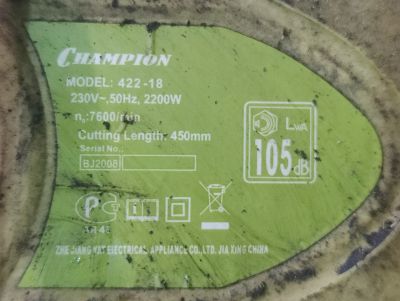 CHAMPION
MODEL: 422-18
230V~,50Hz, 2200W
n₀:7600/min
Cutting Length: 450mm
Serial No.:
BJ2008
LWA
105dB
ZHE JIANG YAT ELECTRICAL APPLIANCE CO., LTD. JIA XING CHINA